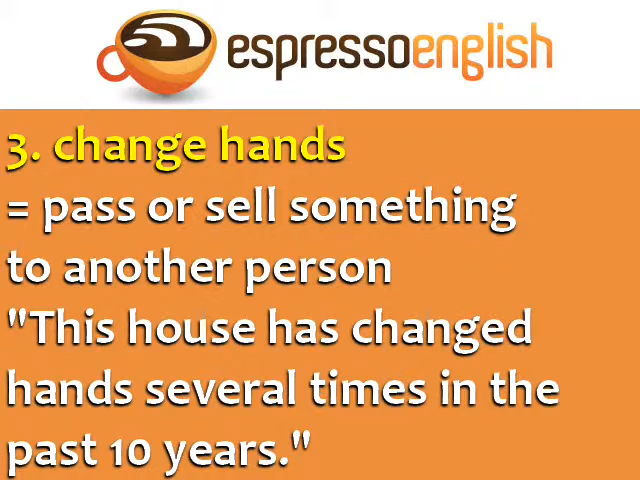 espressoenglish
3. change hands
= pass or sell something
to another person
"This house has changed
hands several times in the
past 10 years."